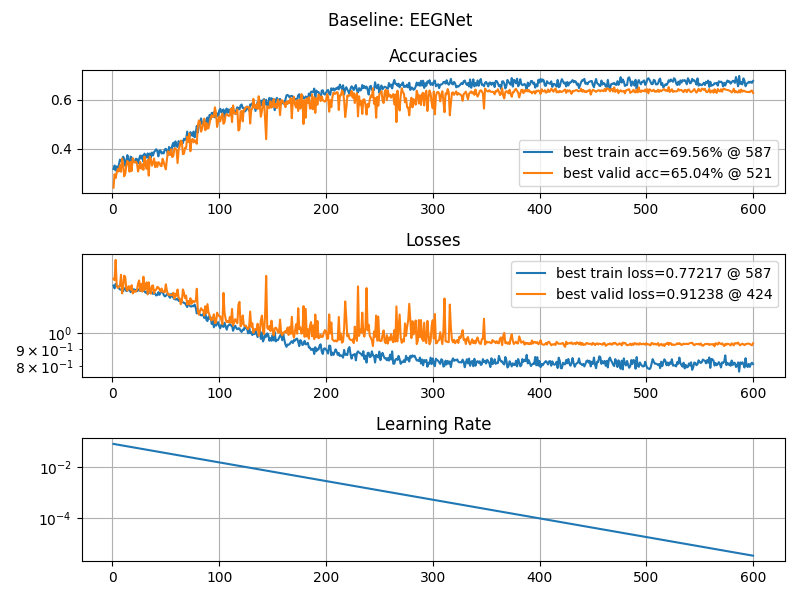 Baseline: EEGNet
Accuracies
0.6
0.4
best train acc=69.56% @ 587
best valid acc=65.04% @ 521
0 100 200 300 400 500 600
Losses
10⁰
9 × 10⁻¹
8 × 10⁻¹
best train loss=0.77217 @ 587
best valid loss=0.91238 @ 424
0 100 200 300 400 500 600
Learning Rate
10⁻²
10⁻⁴
0 100 200 300 400 500 600